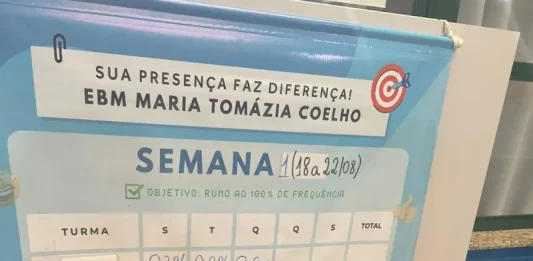 SUA PRESENÇA FAZ DIFERENÇA!
EBM MARIA TOMÁZIA COELHO
SEMANA 1 (18 a 22/08)
OBJETIVO: RUMO AO 100% DE FREQUÊNCIA
TURMA S T Q Q S TOTAL